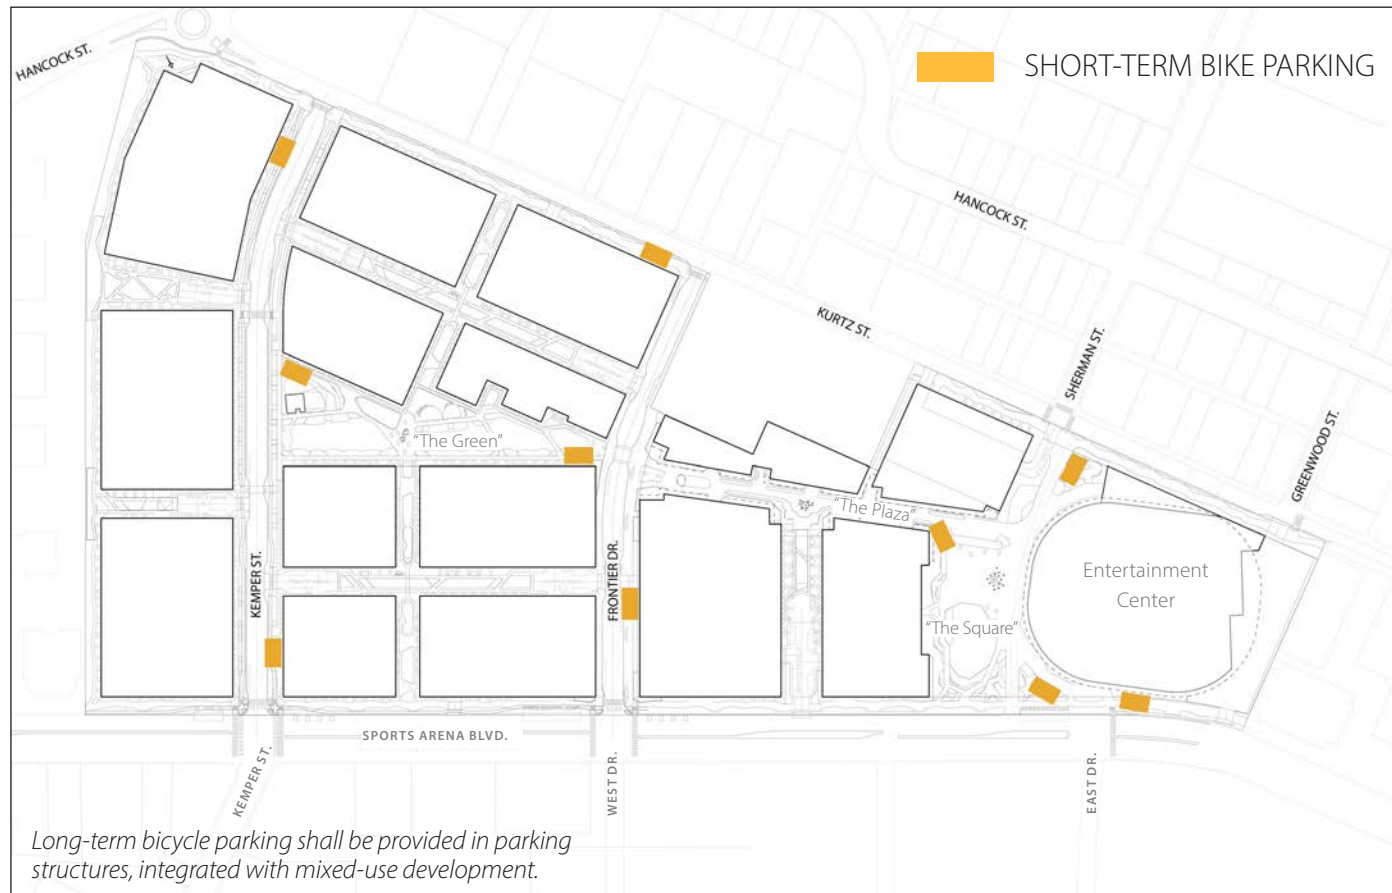 SHORT-TERM BIKE PARKING
HANCOCK ST.
HANCOCK ST.
KURTZ ST.
SHERMAN ST.
GREENWOOD ST.
"The Green"
"The Plaza"
Entertainment
Center
"The Square"
KEMPER ST.
FRONTIER DR.
SPORTS ARENA BLVD.
KEMPER ST.
WEST DR.
EAST DR.
Long-term bicycle parking shall be provided in parking
structures, integrated with mixed-use development.